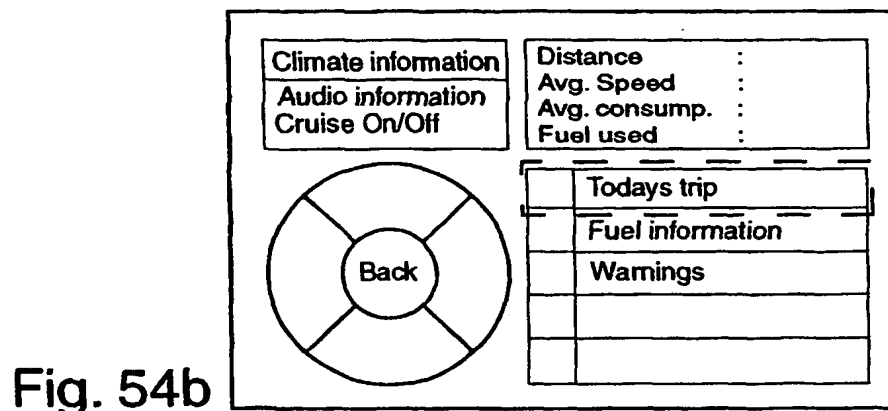 Climate information
Audio information
Cruise On/Off
Distance :
Avg. Speed :
Avg. consump. :
Fuel used :
Todays trip
Fuel information
Warnings
Back
Fig. 54b